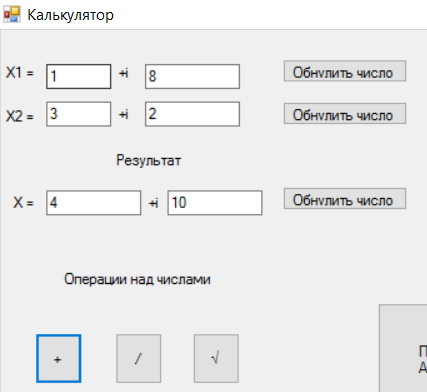 Калькулятор
X1 = 1 +i 8 Обнулить число
X2 = 3 +i 2 Обнулить число
Результат
X = 4 +i 10 Обнулить число
Операции над числами
+ / √